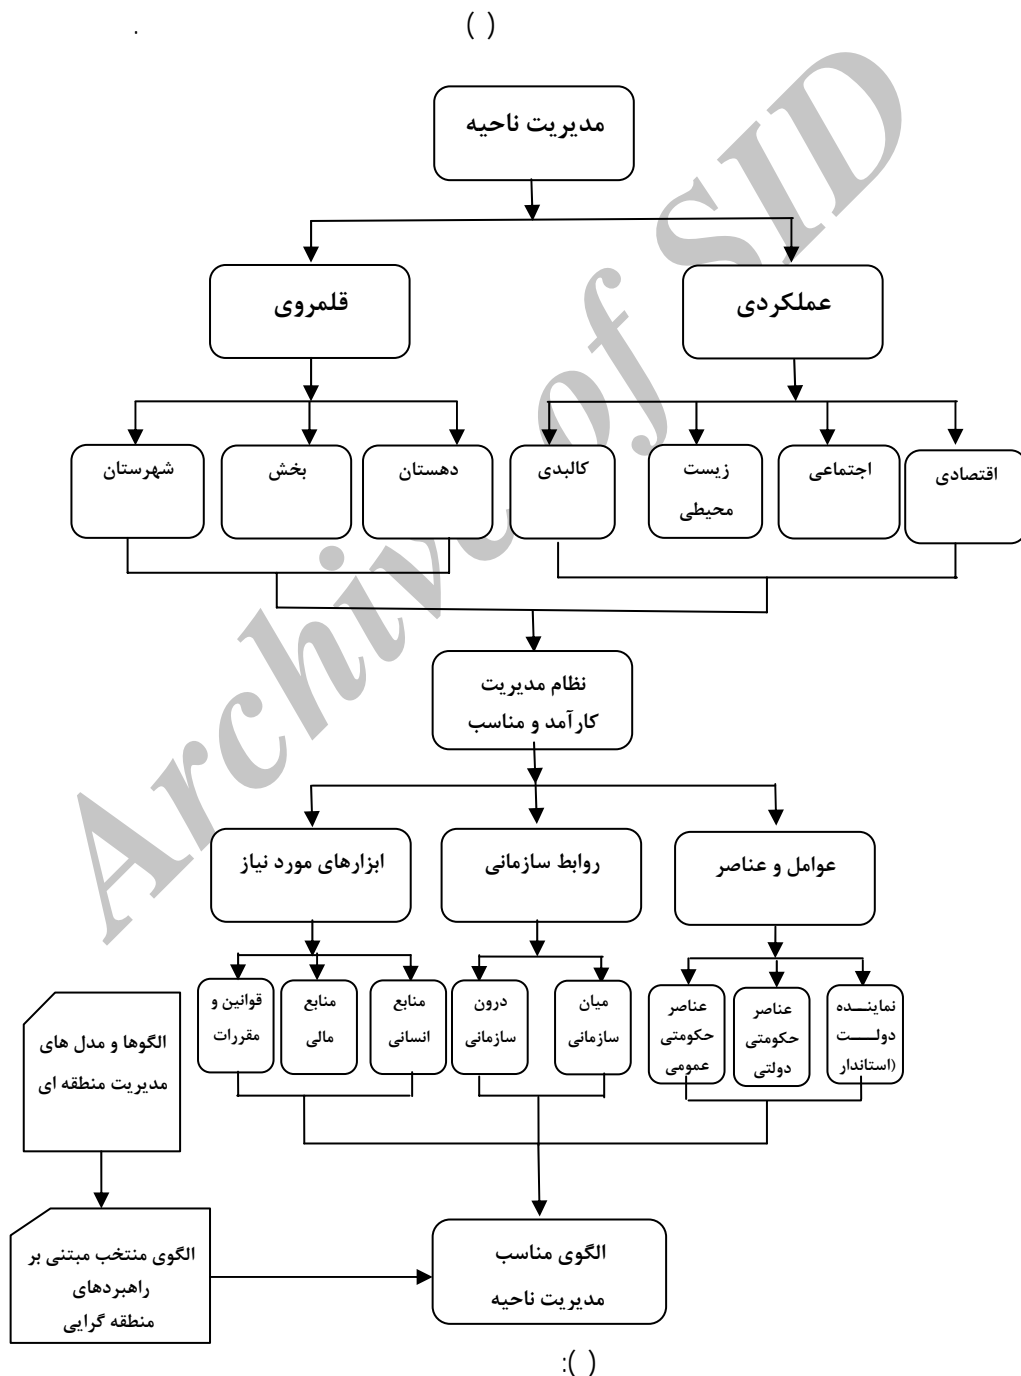 ( ) .
مدیریت ناحیه
عملکردی
قلمروی
اقتصادی
اجتماعی
زیست
محیطی
کالبدی
دهستان
بخش
شهرستان
نظام مدیریت
کارآمد و مناسب
عوامل و عناصر
روابط سازمانی
ابزارهای مورد نیاز
نماینــده
دولــــت
(استاندار
عناصر
حکومتی
دولتی
عناصر
حکومتی
عمومی
میان
سازمانی
درون
سازمانی
منابع
انسانی
منابع
مالی
قوانین و
مقررات
الگوها و مدل های
مدیریت منطقه ای
الگوی منتخب مبتنی بر
راهبردهای
منطقه گرایی
الگوی مناسب
مدیریت ناحیه
( ):
Archive of SID